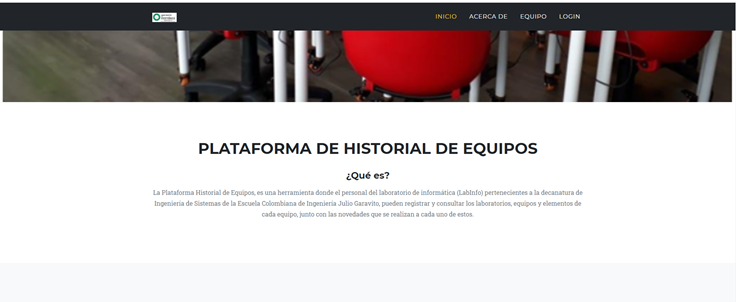 INICIO ACERCA DE EQUIPO LOGIN
PLATAFORMA DE HISTORIAL DE EQUIPOS
¿Qué es?
La Plataforma Historial de Equipos, es una herramienta donde el personal del laboratorio de informática (LabInfo) pertenecientes a la decanatura de
Ingeniería de Sistemas de la Escuela Colombiana de Ingeniería Julio Garavito, pueden registrar y consultar los laboratorios, equipos y elementos de
cada equipo, junto con las novedades que se realizan a cada uno de estos.